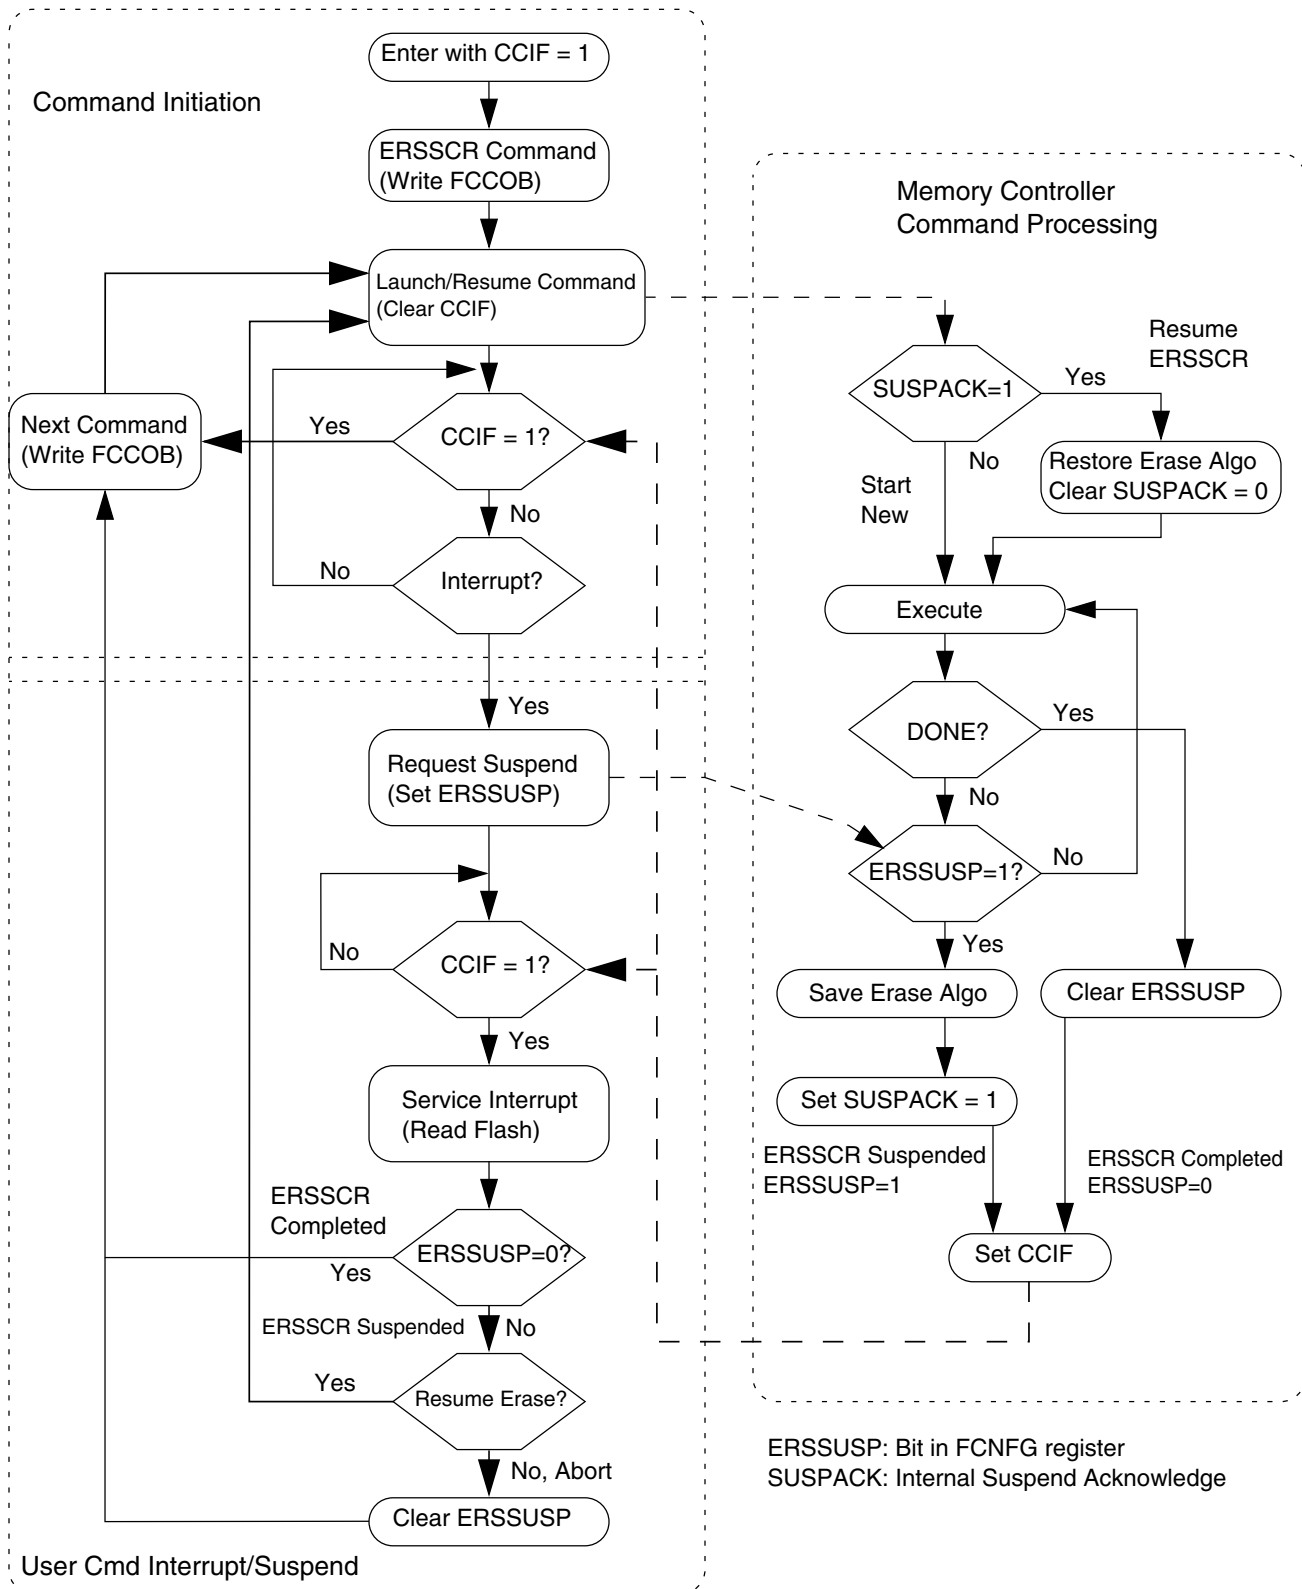 Enter with CCIF = 1
Command Initiation
ERSSCR Command
(Write FCCOB)
Launch/Resume Command
(Clear CCIF)
Next Command
(Write FCCOB)
Yes
CCIF = 1?
No
No
Interrupt?
Yes
Request Suspend
(Set ERSSUSP)
No
CCIF = 1?
Yes
Service Interrupt
(Read Flash)
ERSSCR
Completed
ERSSUSP=0?
Yes
ERSSCR Suspended
No
Yes
Resume Erase?
No, Abort
Clear ERSSUSP
User Cmd Interrupt/Suspend
Memory Controller
Command Processing
Resume
ERSSCR
SUSPACK=1
Yes
No
Restore Erase Algo
Clear SUSPACK = 0
Start
New
Execute
DONE?
Yes
No
ERSSUSP=1?
No
Yes
Save Erase Algo
Clear ERSSUSP
Set SUSPACK = 1
ERSSCR Suspended
ERSSUSP=1
ERSSCR Completed
ERSSUSP=0
Set CCIF
ERSSUSP: Bit in FCNFG register
SUSPACK: Internal Suspend Acknowledge